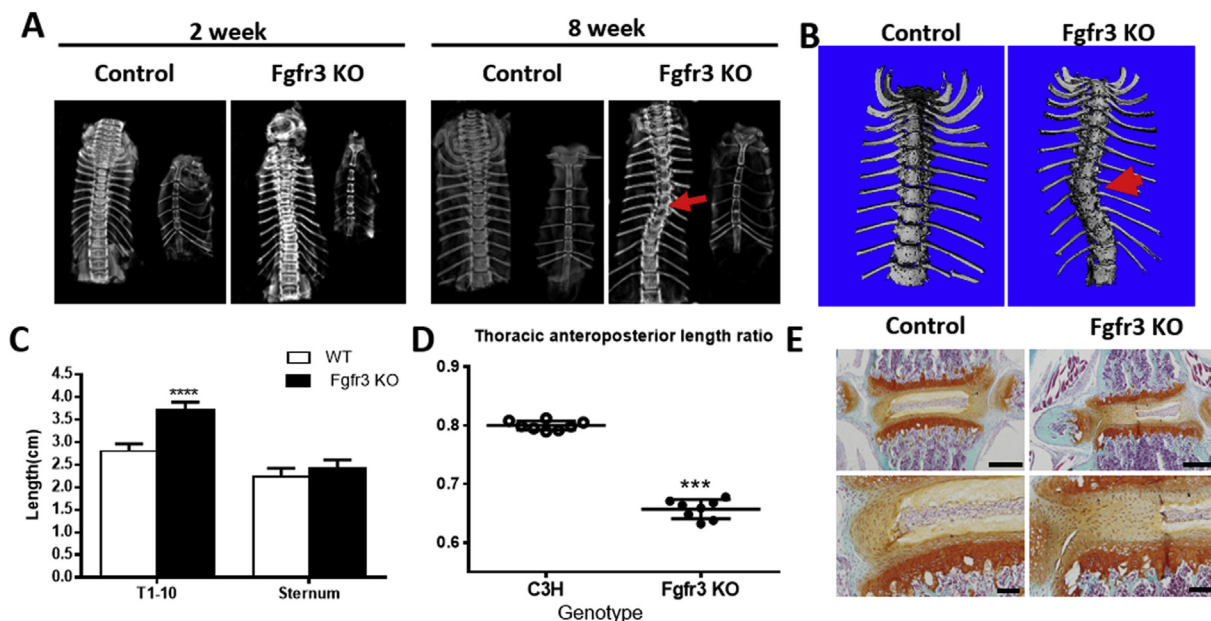 A
2 week
8 week
Control
Fgfr3 KO
Control
Fgfr3 KO
B
Control
Fgfr3 KO
C
WT
Fgfr3 KO
Length(cm)
4.5
4.0
3.5
3.0
2.5
2.0
1.5
1.0
0.5
0.0
****
T1-10
Sternum
D
Thoracic anteroposterior length ratio
0.9
0.8
0.7
0.6
***
C3H
Fgfr3 KO
Genotype
E
Control
Fgfr3 KO